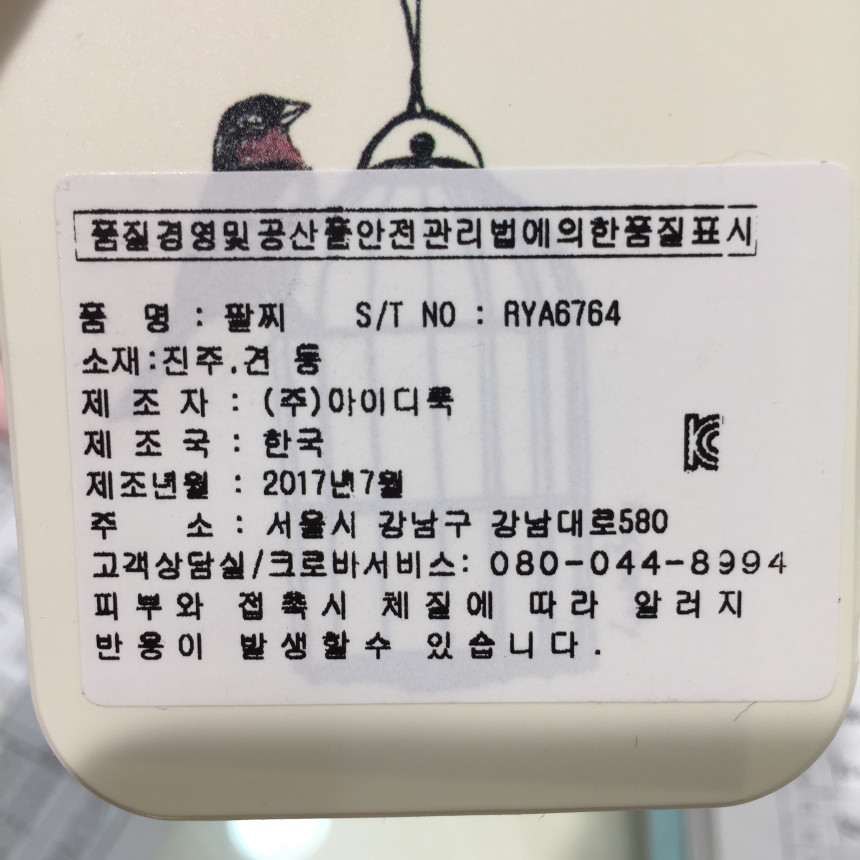 품질경영및공산품안전관리법에의한품질표시
품 명 : 팔찌 S/T NO : RYA6764
소재:진주,견 동
제 조 자 : (주)아이디룩
제 조 국 : 한국
제조년월 : 2017년7월
주 소 : 서울시 강남구 강남대로580
고객상담실/크로바서비스: 080-044-8994
피부와 접촉시 체질에 따라 알러지
반응이 발생할수 있습니다.